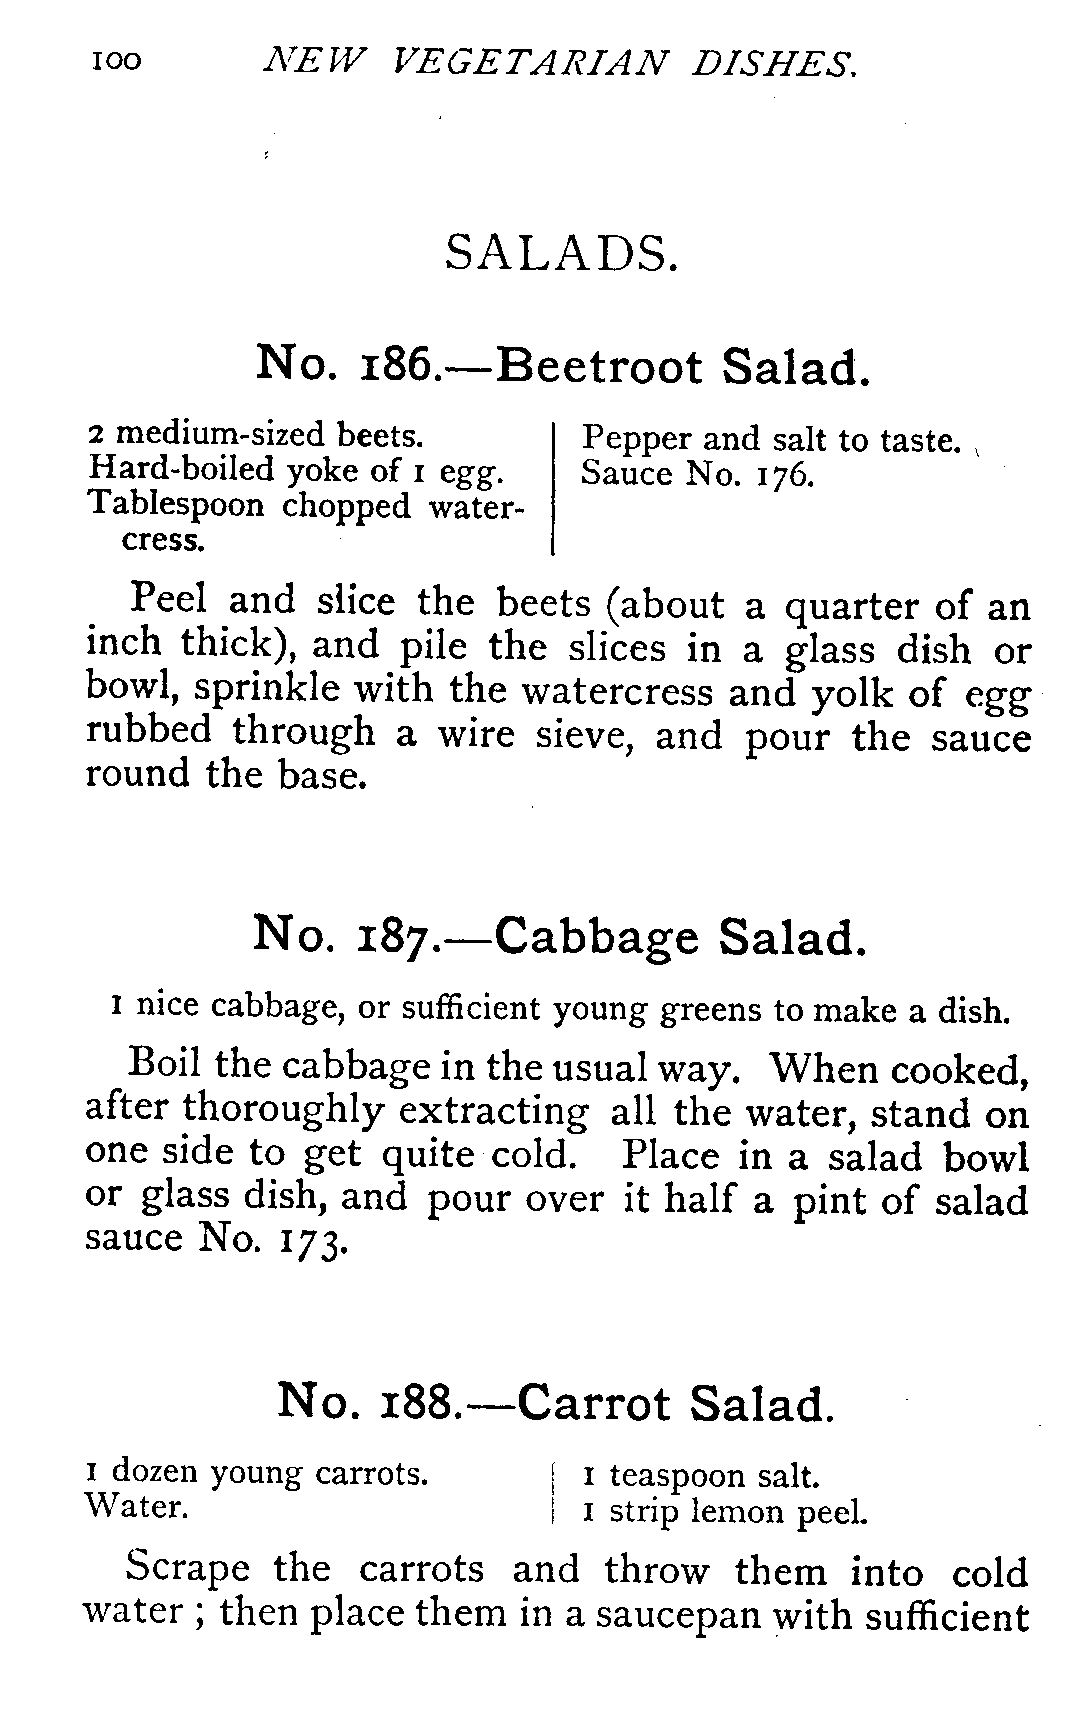 100 NEW VEGETARIAN DISHES.
SALADS.
No. 186.—Beetroot Salad.
2 medium-sized beets.
Hard-boiled yoke of 1 egg.
Tablespoon chopped water-
cress.
Pepper and salt to taste.
Sauce No. 176.
Peel and slice the beets (about a quarter of an
inch thick), and pile the slices in a glass dish or
bowl, sprinkle with the watercress and yolk of egg
rubbed through a wire sieve, and pour the sauce
round the base.
No. 187.—Cabbage Salad.
1 nice cabbage, or sufficient young greens to make a dish.
Boil the cabbage in the usual way. When cooked,
after thoroughly extracting all the water, stand on
one side to get quite cold. Place in a salad bowl
or glass dish, and pour over it half a pint of salad
sauce No. 173.
No. 188.—Carrot Salad.
1 dozen young carrots.
Water.
1 teaspoon salt.
1 strip lemon peel.
Scrape the carrots and throw them into cold
water ; then place them in a saucepan with sufficient